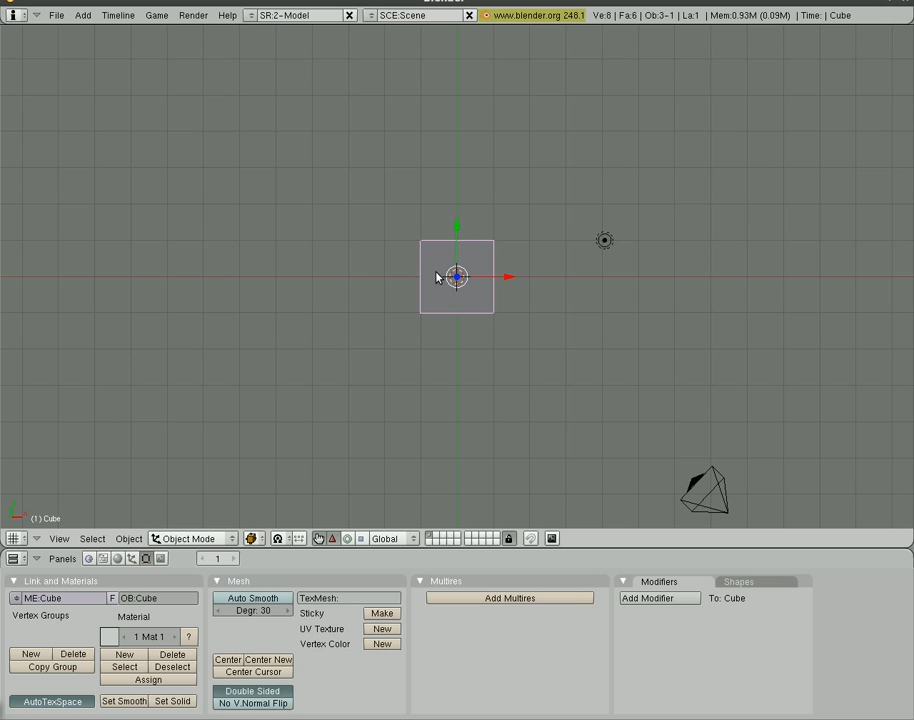 File Add Timeline Game Render Help SR:2-Model SCE:Scene www.blender.org 248.1 Ve:8 | Fa:6 | Ob:3-1 | La:1 | Mem:0.93M (0.09M) | Time: | Cube
(1) Cube
View Select Object Object Mode Global
Panels 1
Link and Materials Mesh Multires Modifiers Shapes
ME:Cube F OB:Cube Auto Smooth TexMesh: Add Multires Add Modifier To: Cube
Degr: 30 Sticky Make
Vertex Groups Material
UV Texture New
1 Mat 1 ?
Vertex Color New
New Delete New Delete Center Center New
Copy Group Select Deselect Center Cursor
Assign
Double Sided
AutoTexSpace Set Smooth Set Solid No V.Normal Flip